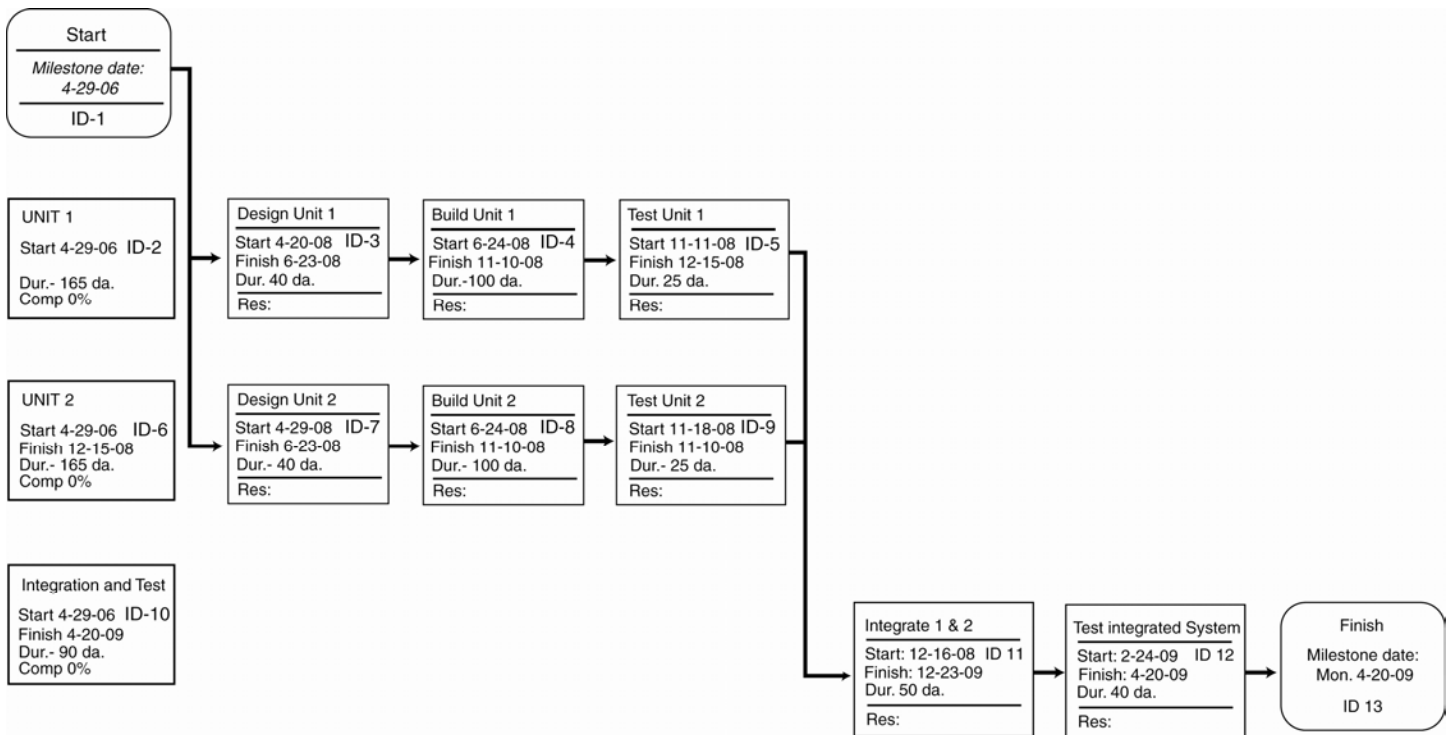 Start
Milestone date:
4-29-06
ID-1
UNIT 1
Start 4-29-06 ID-2
Dur.- 165 da.
Comp 0%
Design Unit 1
Start 4-20-08 ID-3
Finish 6-23-08
Dur. 40 da.
Res:
Build Unit 1
Start 6-24-08 ID-4
Finish 11-10-08
Dur.-100 da.
Res:
Test Unit 1
Start 11-11-08 ID-5
Finish 12-15-08
Dur. 25 da.
Res:
UNIT 2
Start 4-29-06 ID-6
Finish 12-15-08
Dur.- 165 da.
Comp 0%
Design Unit 2
Start 4-29-08 ID-7
Finish 6-23-08
Dur.- 40 da.
Res:
Build Unit 2
Start 6-24-08 ID-8
Finish 11-10-08
Dur.- 100 da.
Res:
Test Unit 2
Start 11-18-08 ID-9
Finish 11-10-08
Dur.- 25 da.
Res:
Integration and Test
Start 4-29-06 ID-10
Finish 4-20-09
Dur.- 90 da.
Comp 0%
Integrate 1 & 2
Start: 12-16-08 ID 11
Finish: 12-23-09
Dur. 50 da.
Res:
Test integrated System
Start: 2-24-09 ID 12
Finish: 4-20-09
Dur. 40 da.
Res:
Finish
Milestone date:
Mon. 4-20-09
ID 13